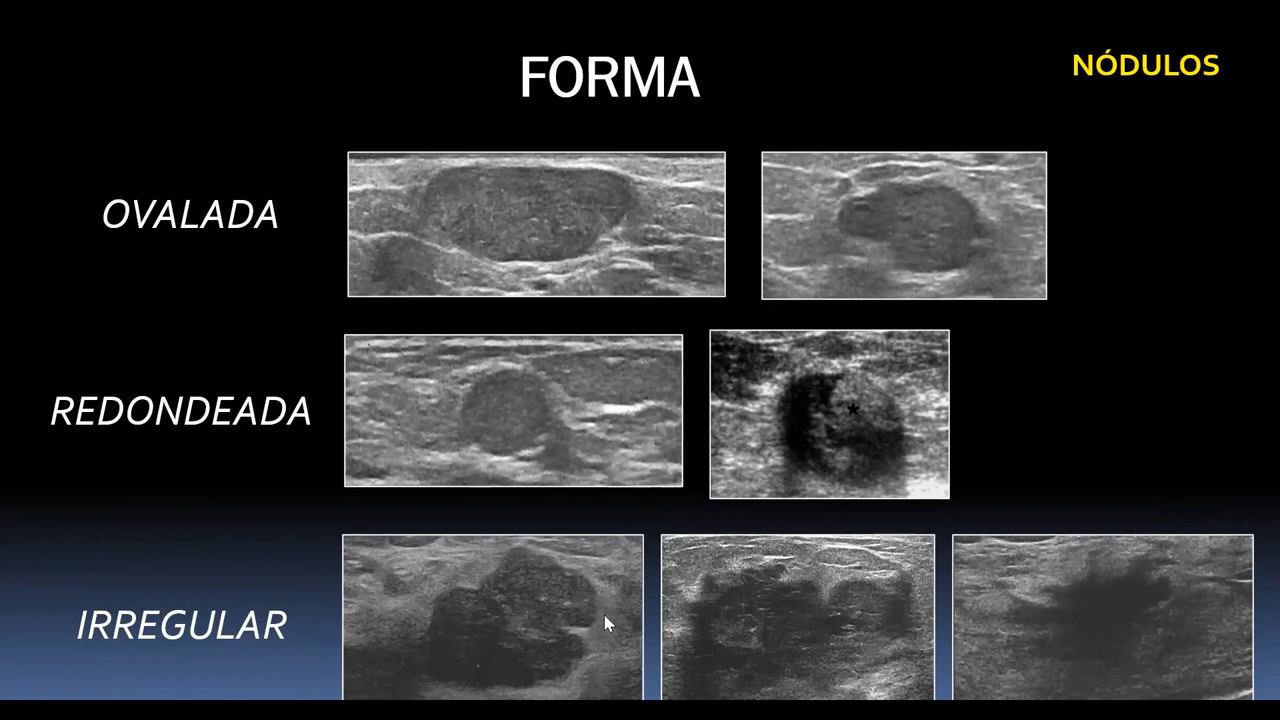 FORMA
NÓDULOS
OVALADA
REDONDEADA
*
IRREGULAR